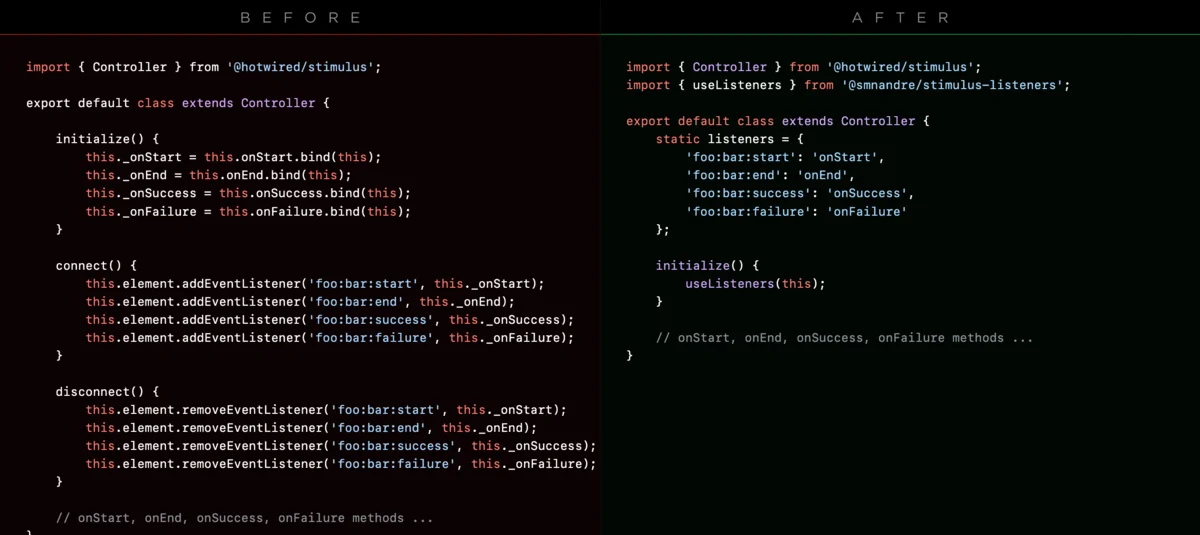 BEFORE
import { Controller } from '@hotwired/stimulus';
export default class extends Controller {
initialize() {
this._onStart = this.onStart.bind(this);
this._onEnd = this.onEnd.bind(this);
this._onSuccess = this.onSuccess.bind(this);
this._onFailure = this.onFailure.bind(this);
}
connect() {
this.element.addEventListener('foo:bar:start', this._onStart);
this.element.addEventListener('foo:bar:end', this._onEnd);
this.element.addEventListener('foo:bar:success', this._onSuccess);
this.element.addEventListener('foo:bar:failure', this._onFailure);
}
disconnect() {
this.element.removeEventListener('foo:bar:start', this._onStart);
this.element.removeEventListener('foo:bar:end', this._onEnd);
this.element.removeEventListener('foo:bar:success', this._onSuccess);
this.element.removeEventListener('foo:bar:failure', this._onFailure);
}
// onStart, onEnd, onSuccess, onFailure methods ...
}
AFTER
import { Controller } from '@hotwired/stimulus';
import { useListeners } from '@smnandre/stimulus-listeners';
export default class extends Controller {
static listeners = {
'foo:bar:start': 'onStart',
'foo:bar:end': 'onEnd',
'foo:bar:success': 'onSuccess',
'foo:bar:failure': 'onFailure'
};
initialize() {
useListeners(this);
}
// onStart, onEnd, onSuccess, onFailure methods ...
}